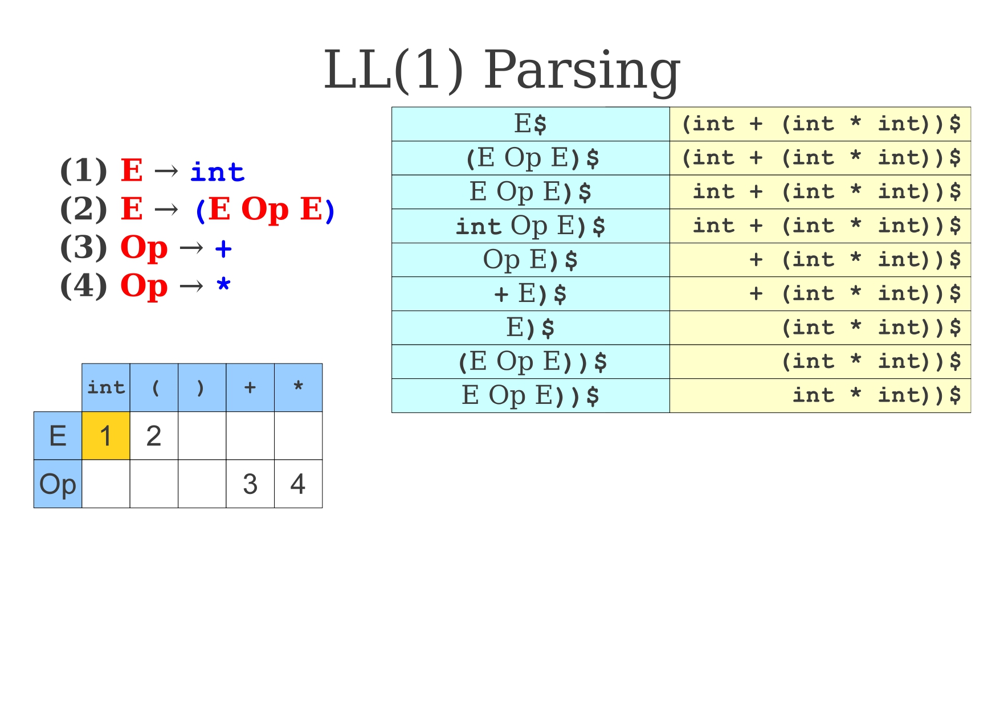 LL(1) Parsing
(1) E → int
(2) E → (E Op E)
(3) Op → +
(4) Op → *
int ( ) + *
E 1 2
Op 3 4
E$ (int + (int * int))$
(E Op E)$ (int + (int * int))$
E Op E)$ int + (int * int))$
int Op E)$ int + (int * int))$
Op E)$ + (int * int))$
+ E)$ + (int * int))$
E)$ (int * int))$
(E Op E))$ (int * int))$
E Op E))$ int * int))$